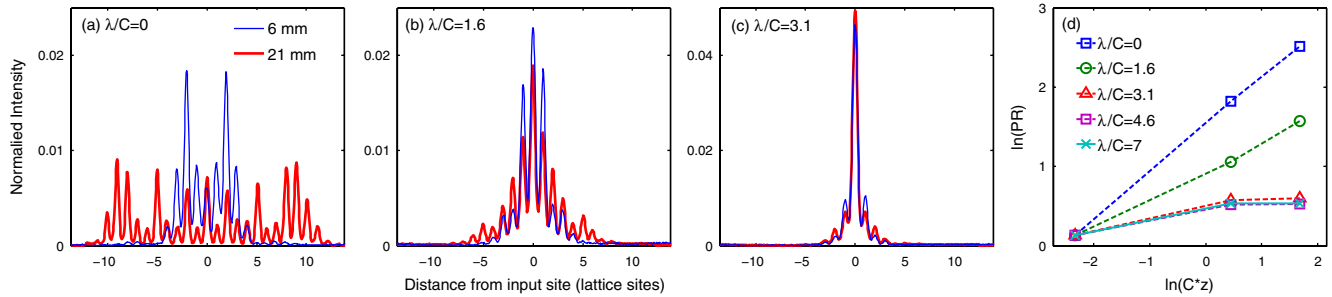 (a) λ/C=0
6 mm
21 mm
(b) λ/C=1.6
(c) λ/C=3.1
(d)
λ/C=0
λ/C=1.6
λ/C=3.1
λ/C=4.6
λ/C=7
Normalied Intensity
0.02
0.01
0
0.02
0.01
0
0.04
0.02
0
ln(PR)
3
2
1
0
−10 −5 0 5 10
−10 −5 0 5 10
−10 −5 0 5 10
−2 −1 0 1 2
Distance from input site (lattice sites)
ln(C*z)